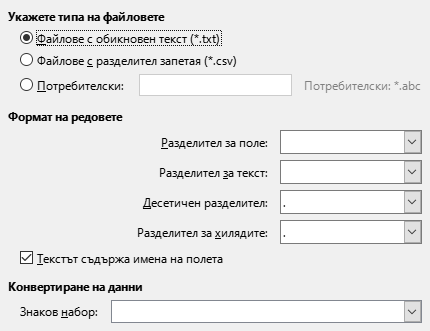 Укажете типа на файловете
Файлове с обикновен текст (*.txt)
Файлове с разделител запетая (*.csv)
Потребителски:
Потребителски: *.abc
Формат на редовете
Разделител за поле:
Разделител за текст:
Десетичен разделител: .
Разделител за хилядите: .
Текстът съдържа имена на полета
Конвертиране на данни
Знаков набор: